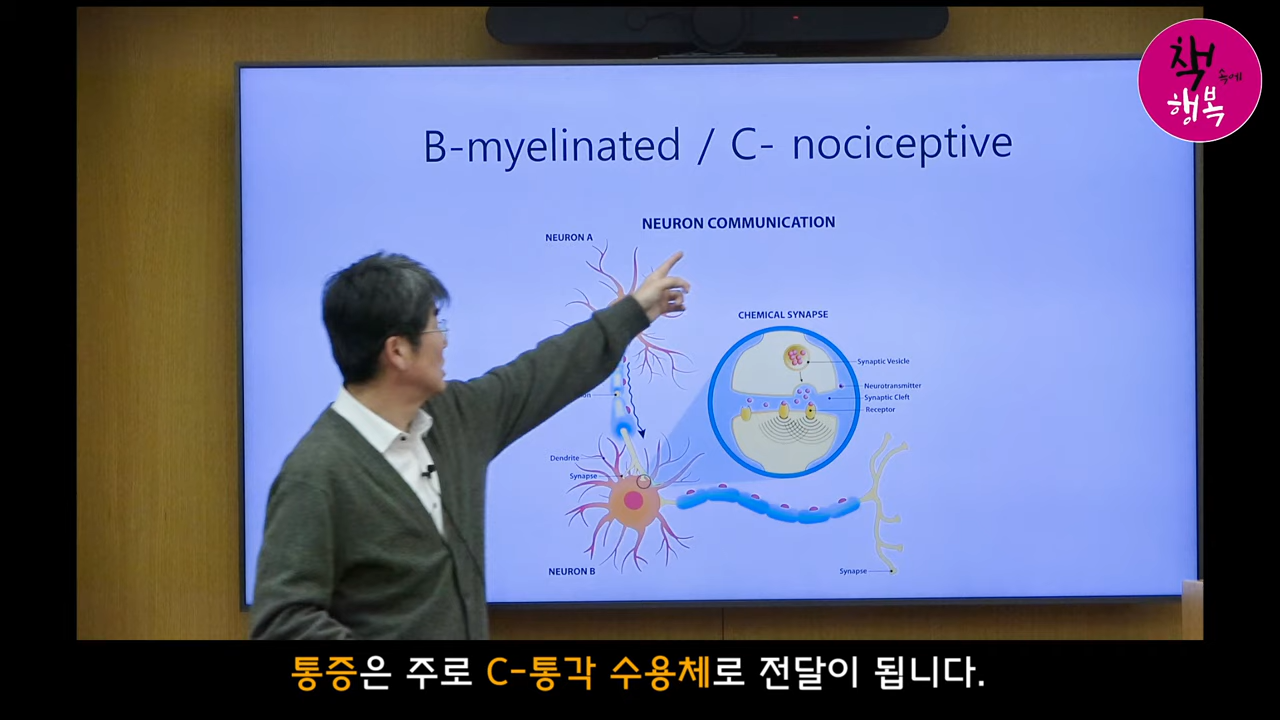 책
속에
행복
B-myelinated / C- nociceptive
NEURON COMMUNICATION
NEURON A
CHEMICAL SYNAPSE
Synaptic Vesicle
Neurotransmitter
Synaptic Cleft
Receptor
Dendrite
Synapse
NEURON B
Synapse
통증은 주로 C-통각 수용체로 전달이 됩니다.